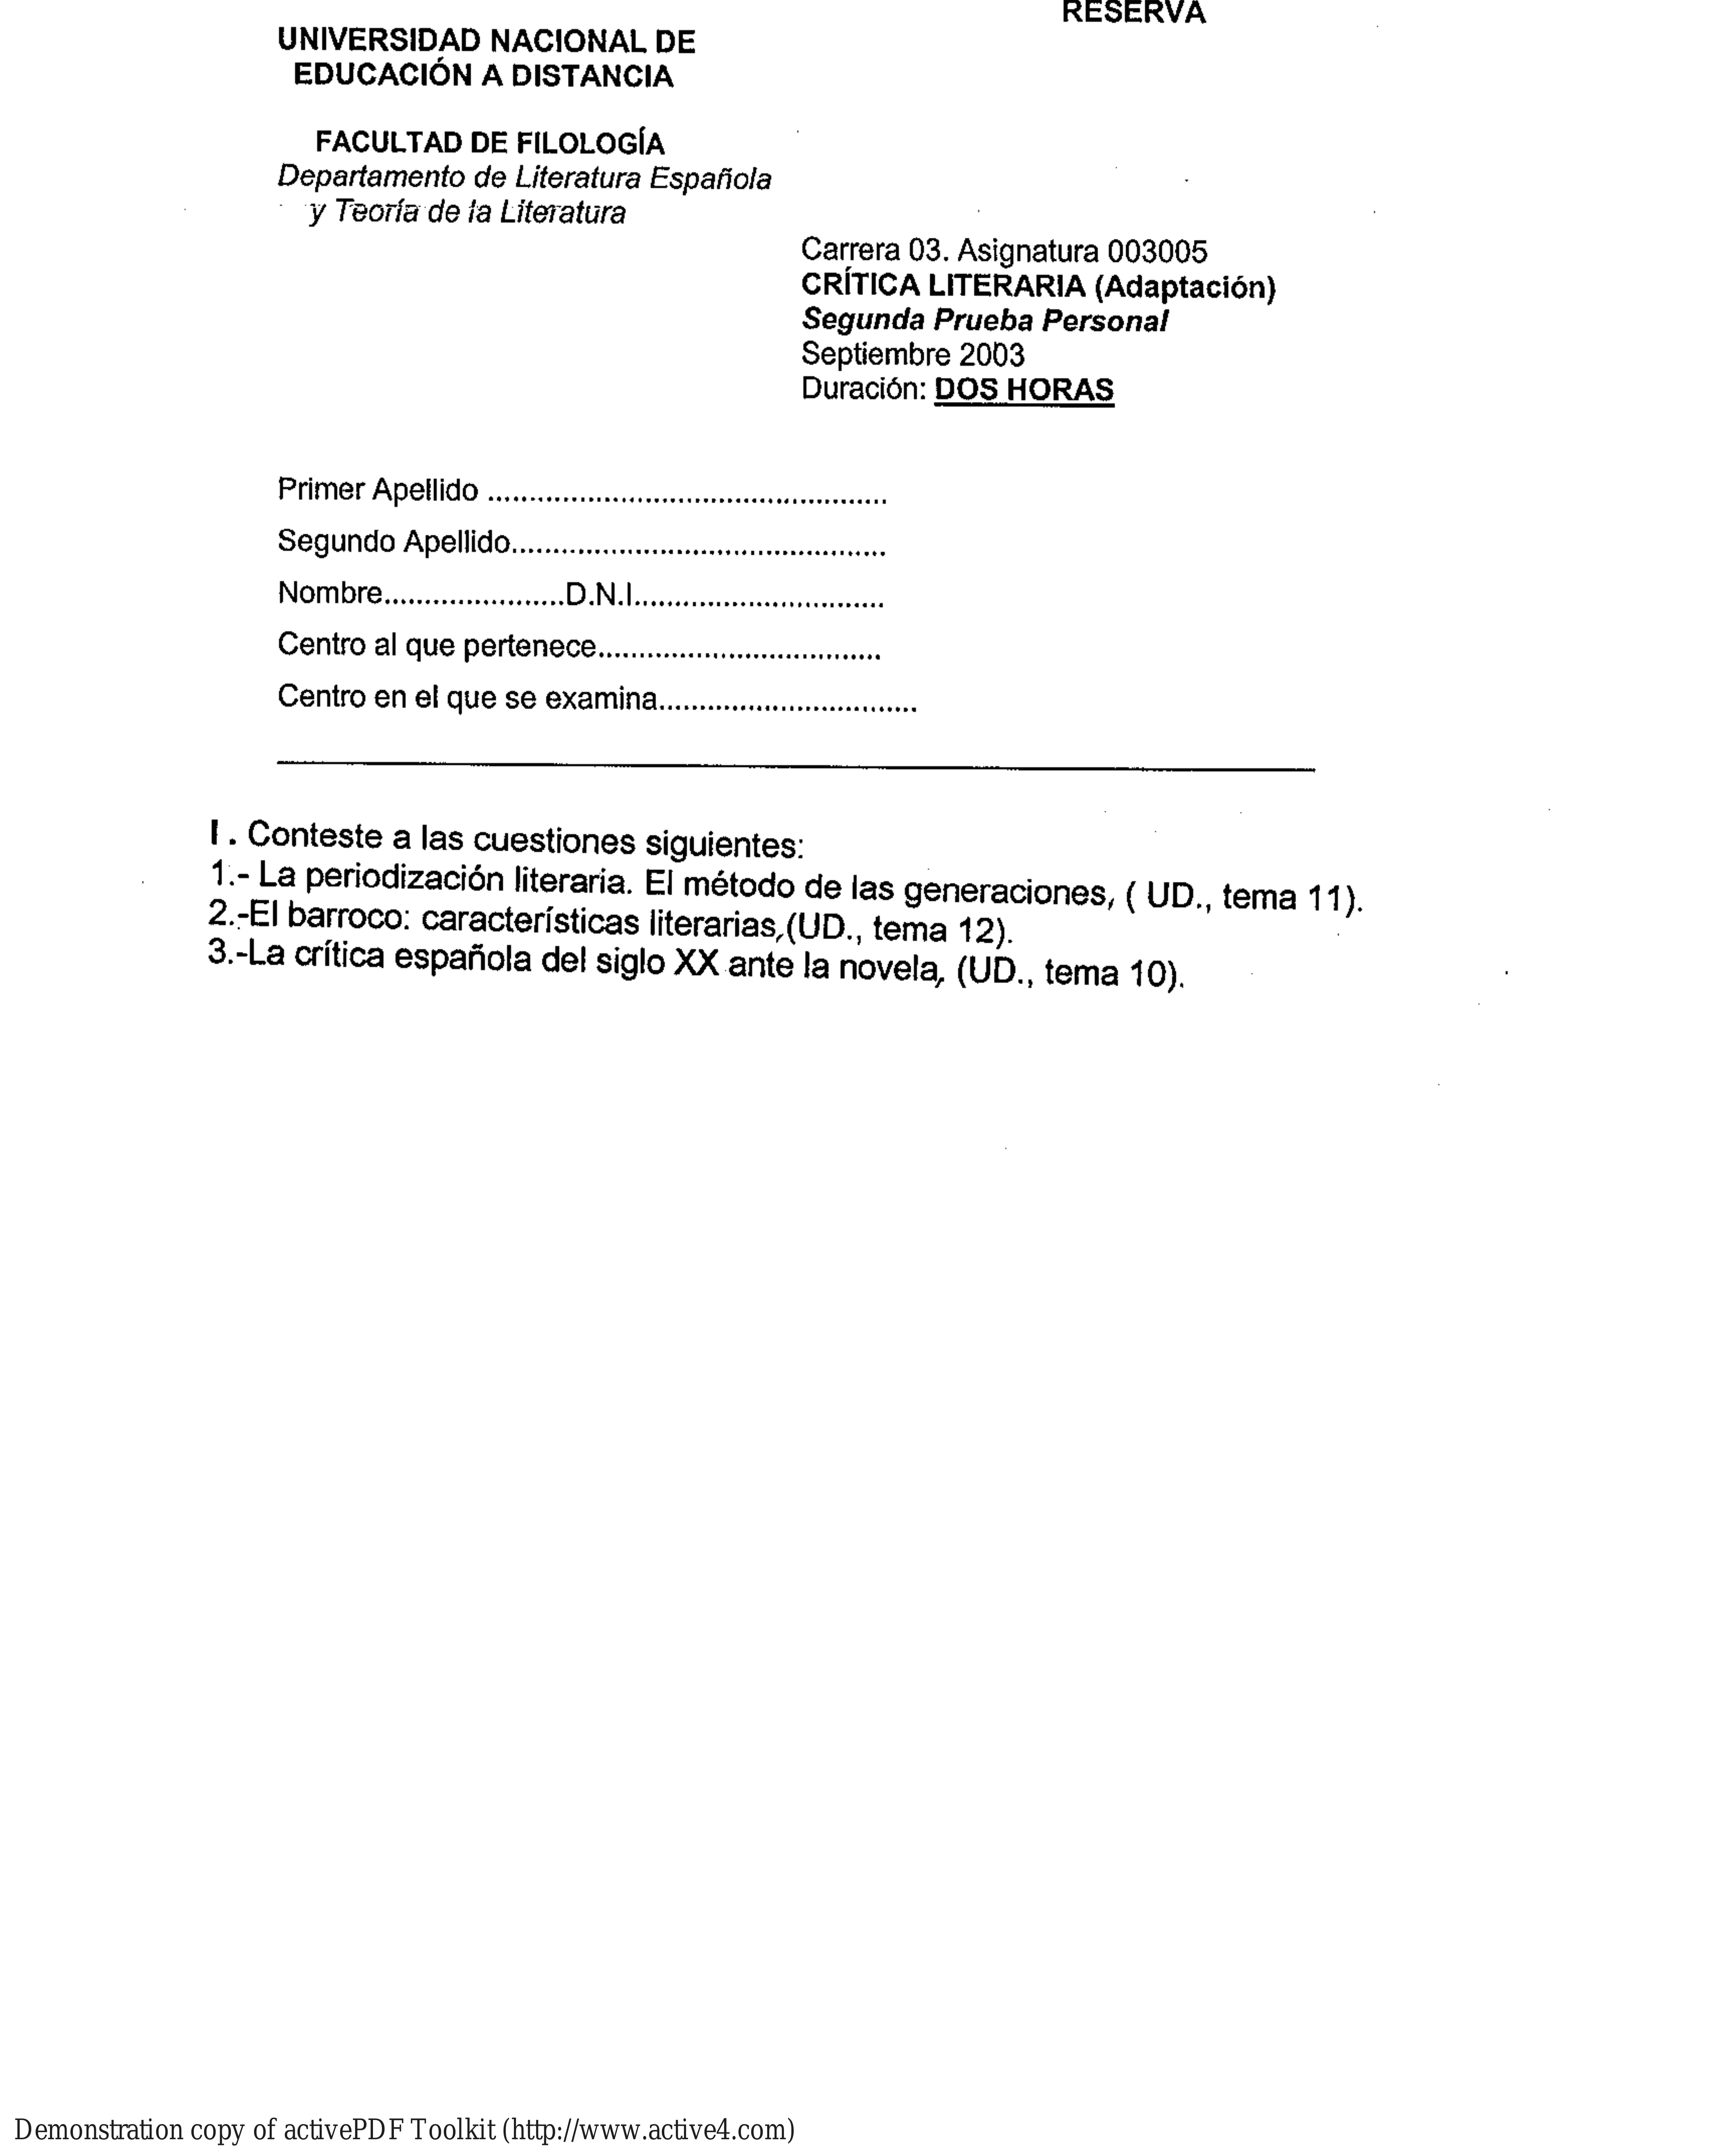 RESERVA
UNIVERSIDAD NACIONAL DE
EDUCACIÓN A DISTANCIA
FACULTAD DE FILOLOGÍA
Departamento de Literatura Española
y Teoría de la Literatura
Carrera 03. Asignatura 003005
CRÍTICA LITERARIA (Adaptación)
Segunda Prueba Personal
Septiembre 2003
Duración: DOS HORAS
Primer Apellido ................................................
Segundo Apellido.............................................
Nombre......................D.N.I..............................
Centro al que pertenece..................................
Centro en el que se examina...............................
I . Conteste a las cuestiones siguientes:
1.- La periodización literaria. El método de las generaciones, ( UD., tema 11).
2.-El barroco: características literarias,(UD., tema 12).
3.-La crítica española del siglo XX ante la novela, (UD., tema 10).
Demonstration copy of activePDF Toolkit (http://www.active4.com)